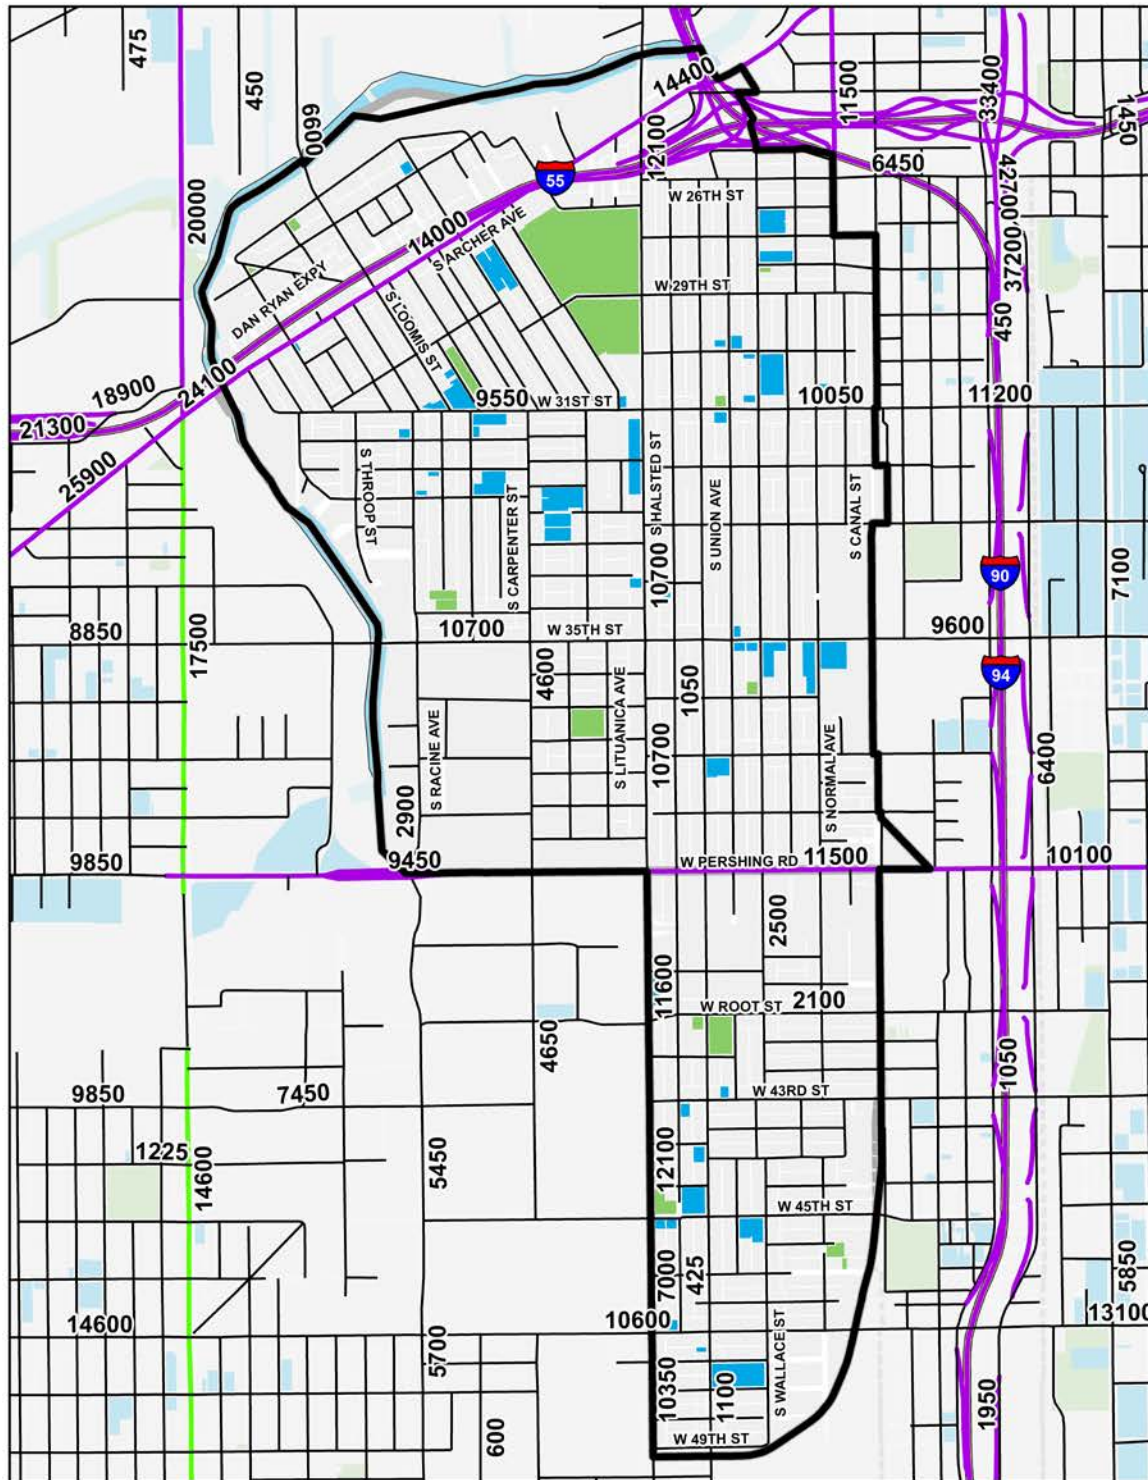 475
450
6600
20000
14400
11500
33400
1450
12100
6450
42700
55
W 26TH ST
14000
S ARCHER AVE
37200
DAN RYAN EXPY
W 29TH ST
S LOOMIS ST
450
18900
24100
9550
W 31ST ST
10050
11200
21300
25900
S THROOP ST
S CARPENTER ST
S HALSTED ST
S UNION AVE
S CANAL ST
90
7100
10700
8850
10700
W 35TH ST
9600
17500
4600
1050
94
S RACINE AVE
S LITUANICA AVE
10700
S NORMAL AVE
6400
2900
9850
9450
W PERSHING RD
11500
10100
2500
11600
W ROOT ST
2100
4650
1050
9850
7450
W 43RD ST
1225
14600
5450
12100
W 45TH ST
7000
425
5850
14600
10600
13100
5700
S WALLACE ST
10350
1100
1950
600
W 49TH ST